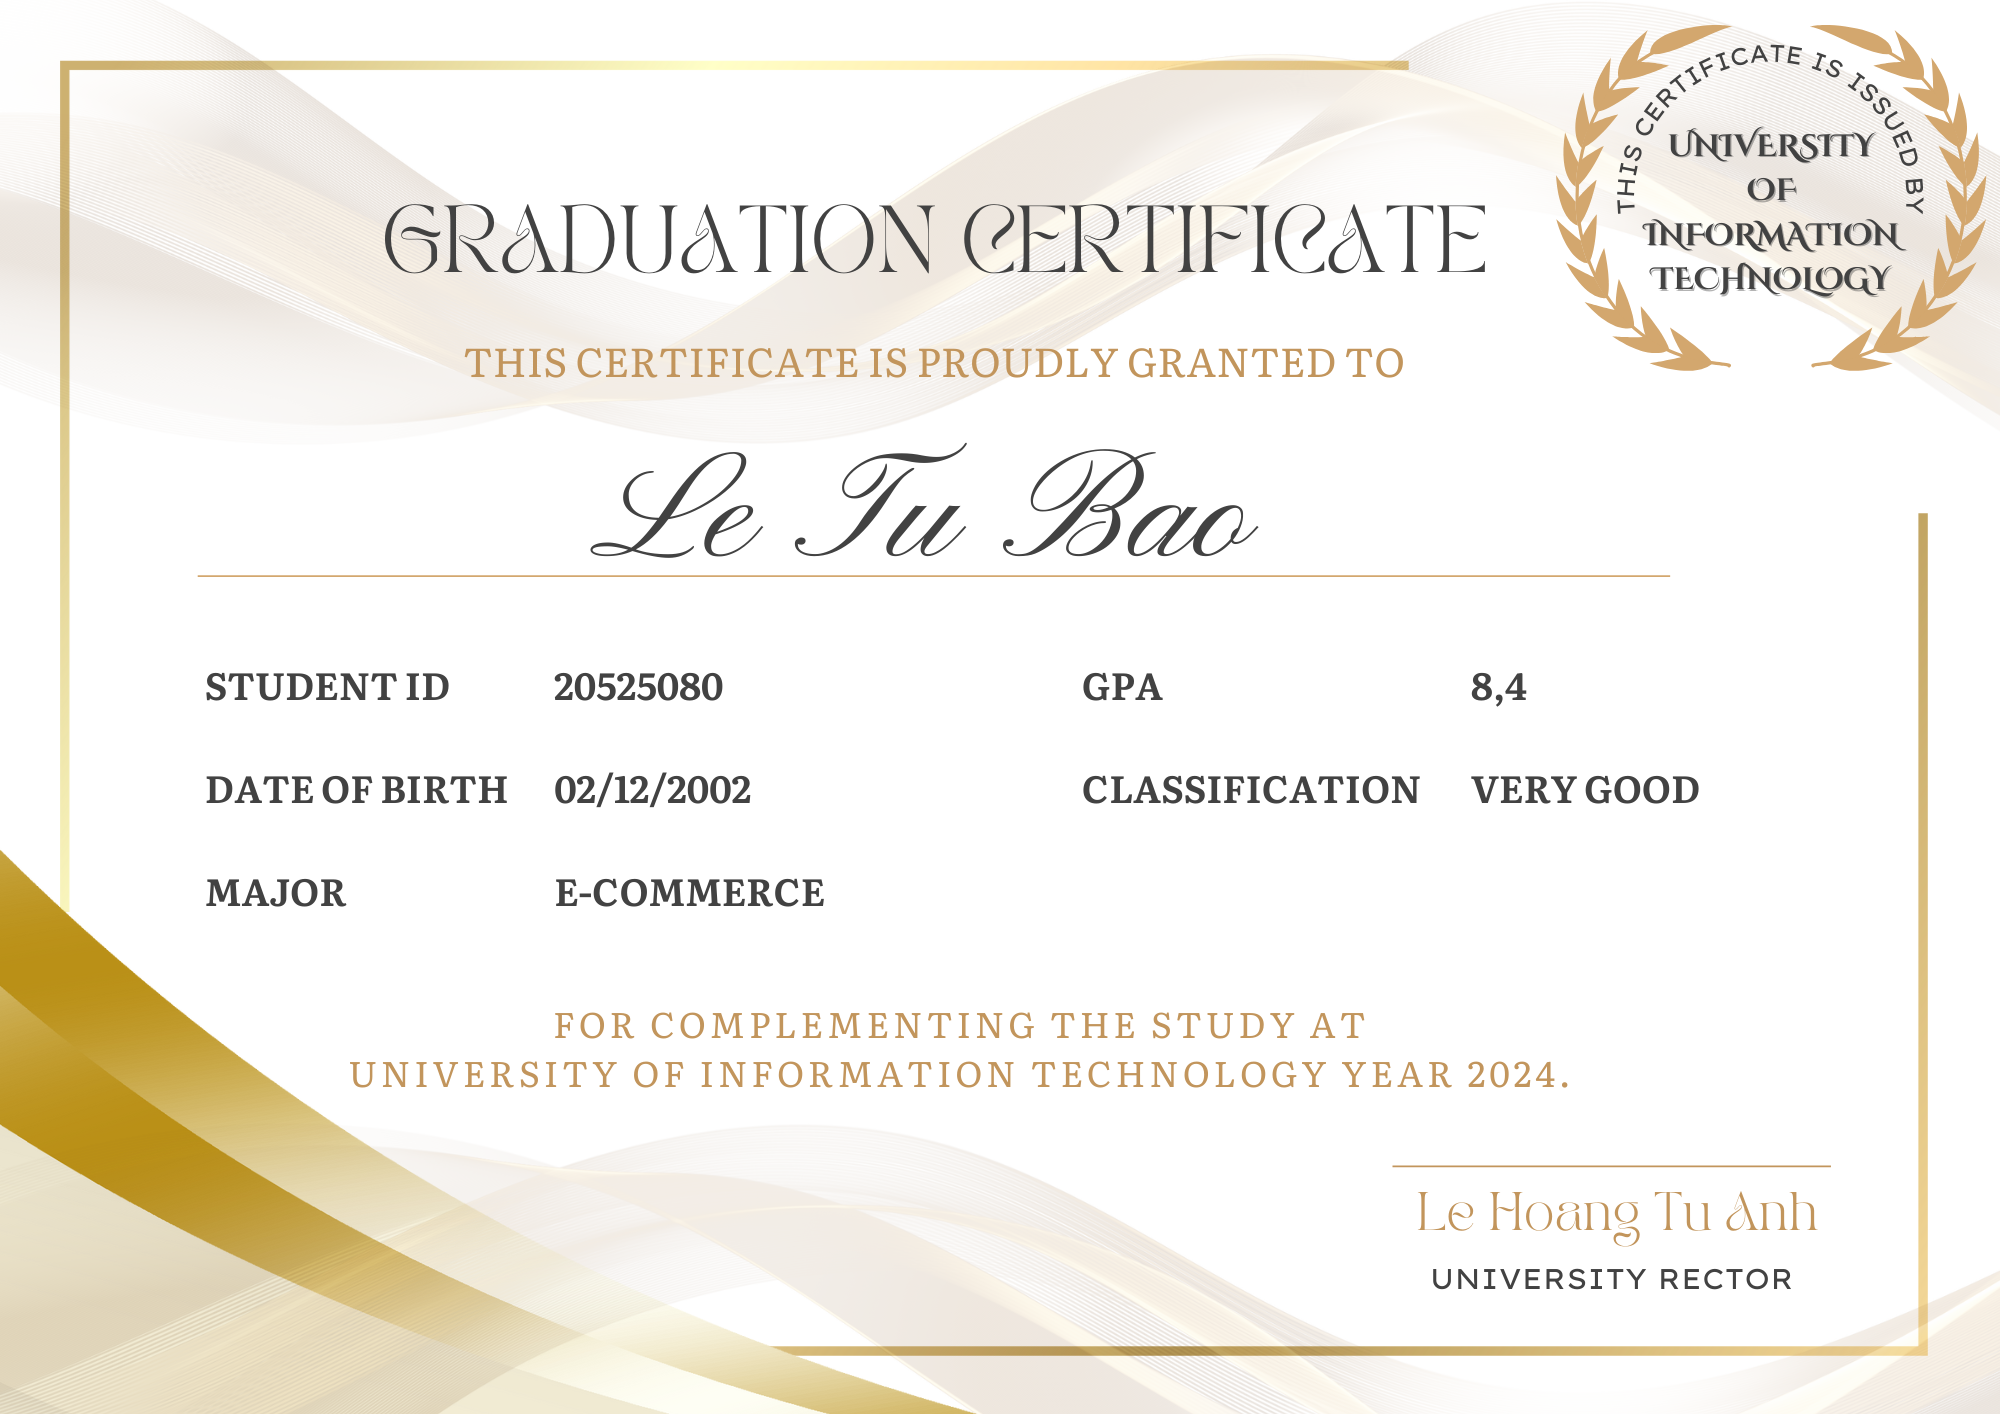 THIS CERTIFICATE IS ISSUED BY
UNIVERSITY
OF
INFORMATION
TECHNOLOGY
GRADUATION CERTIFICATE
THIS CERTIFICATE IS PROUDLY GRANTED TO
Le Tu Bao
STUDENT ID 20525080 GPA 8,4
DATE OF BIRTH 02/12/2002 CLASSIFICATION VERY GOOD
MAJOR E-COMMERCE
FOR COMPLEMENTING THE STUDY AT
UNIVERSITY OF INFORMATION TECHNOLOGY YEAR 2024.
Le Hoang Tu Anh
UNIVERSITY RECTOR